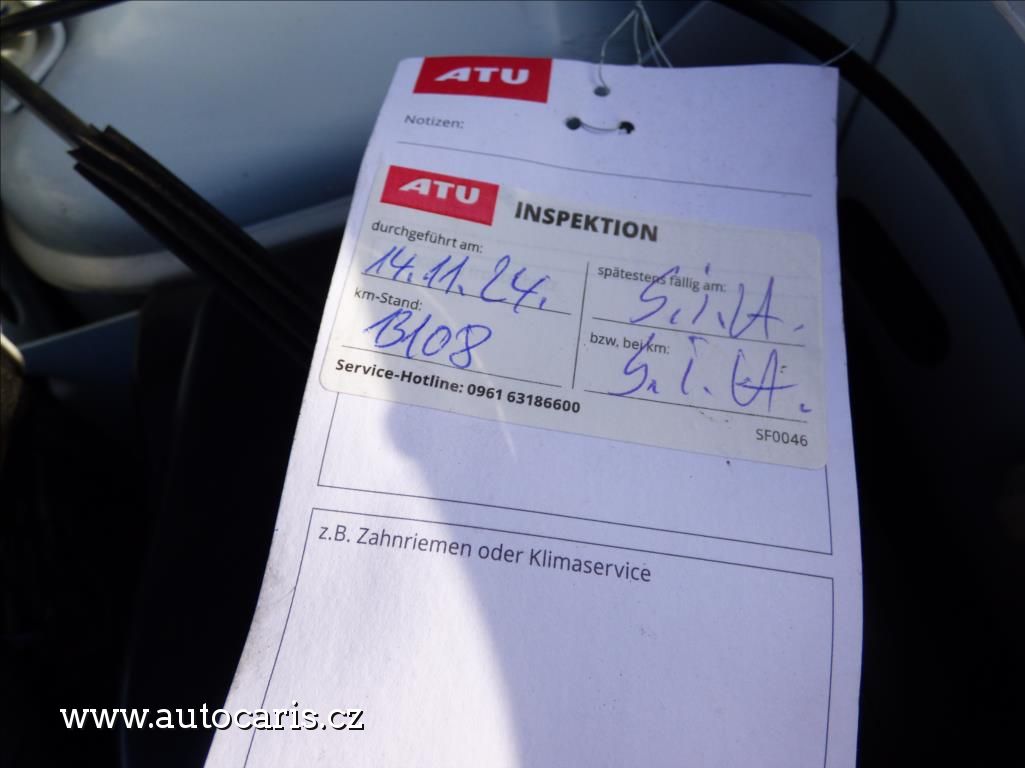 ATU
Notizen:
ATU INSPEKTION
durchgeführt am:
14.11.24.
km-Stand:
13108
spätestens fällig am:
S.i.A.
bzw. bei km:
S.i.A.
Service-Hotline: 0961 63186600
SF0046
z.B. Zahnriemen oder Klimaservice
www.autocaris.cz